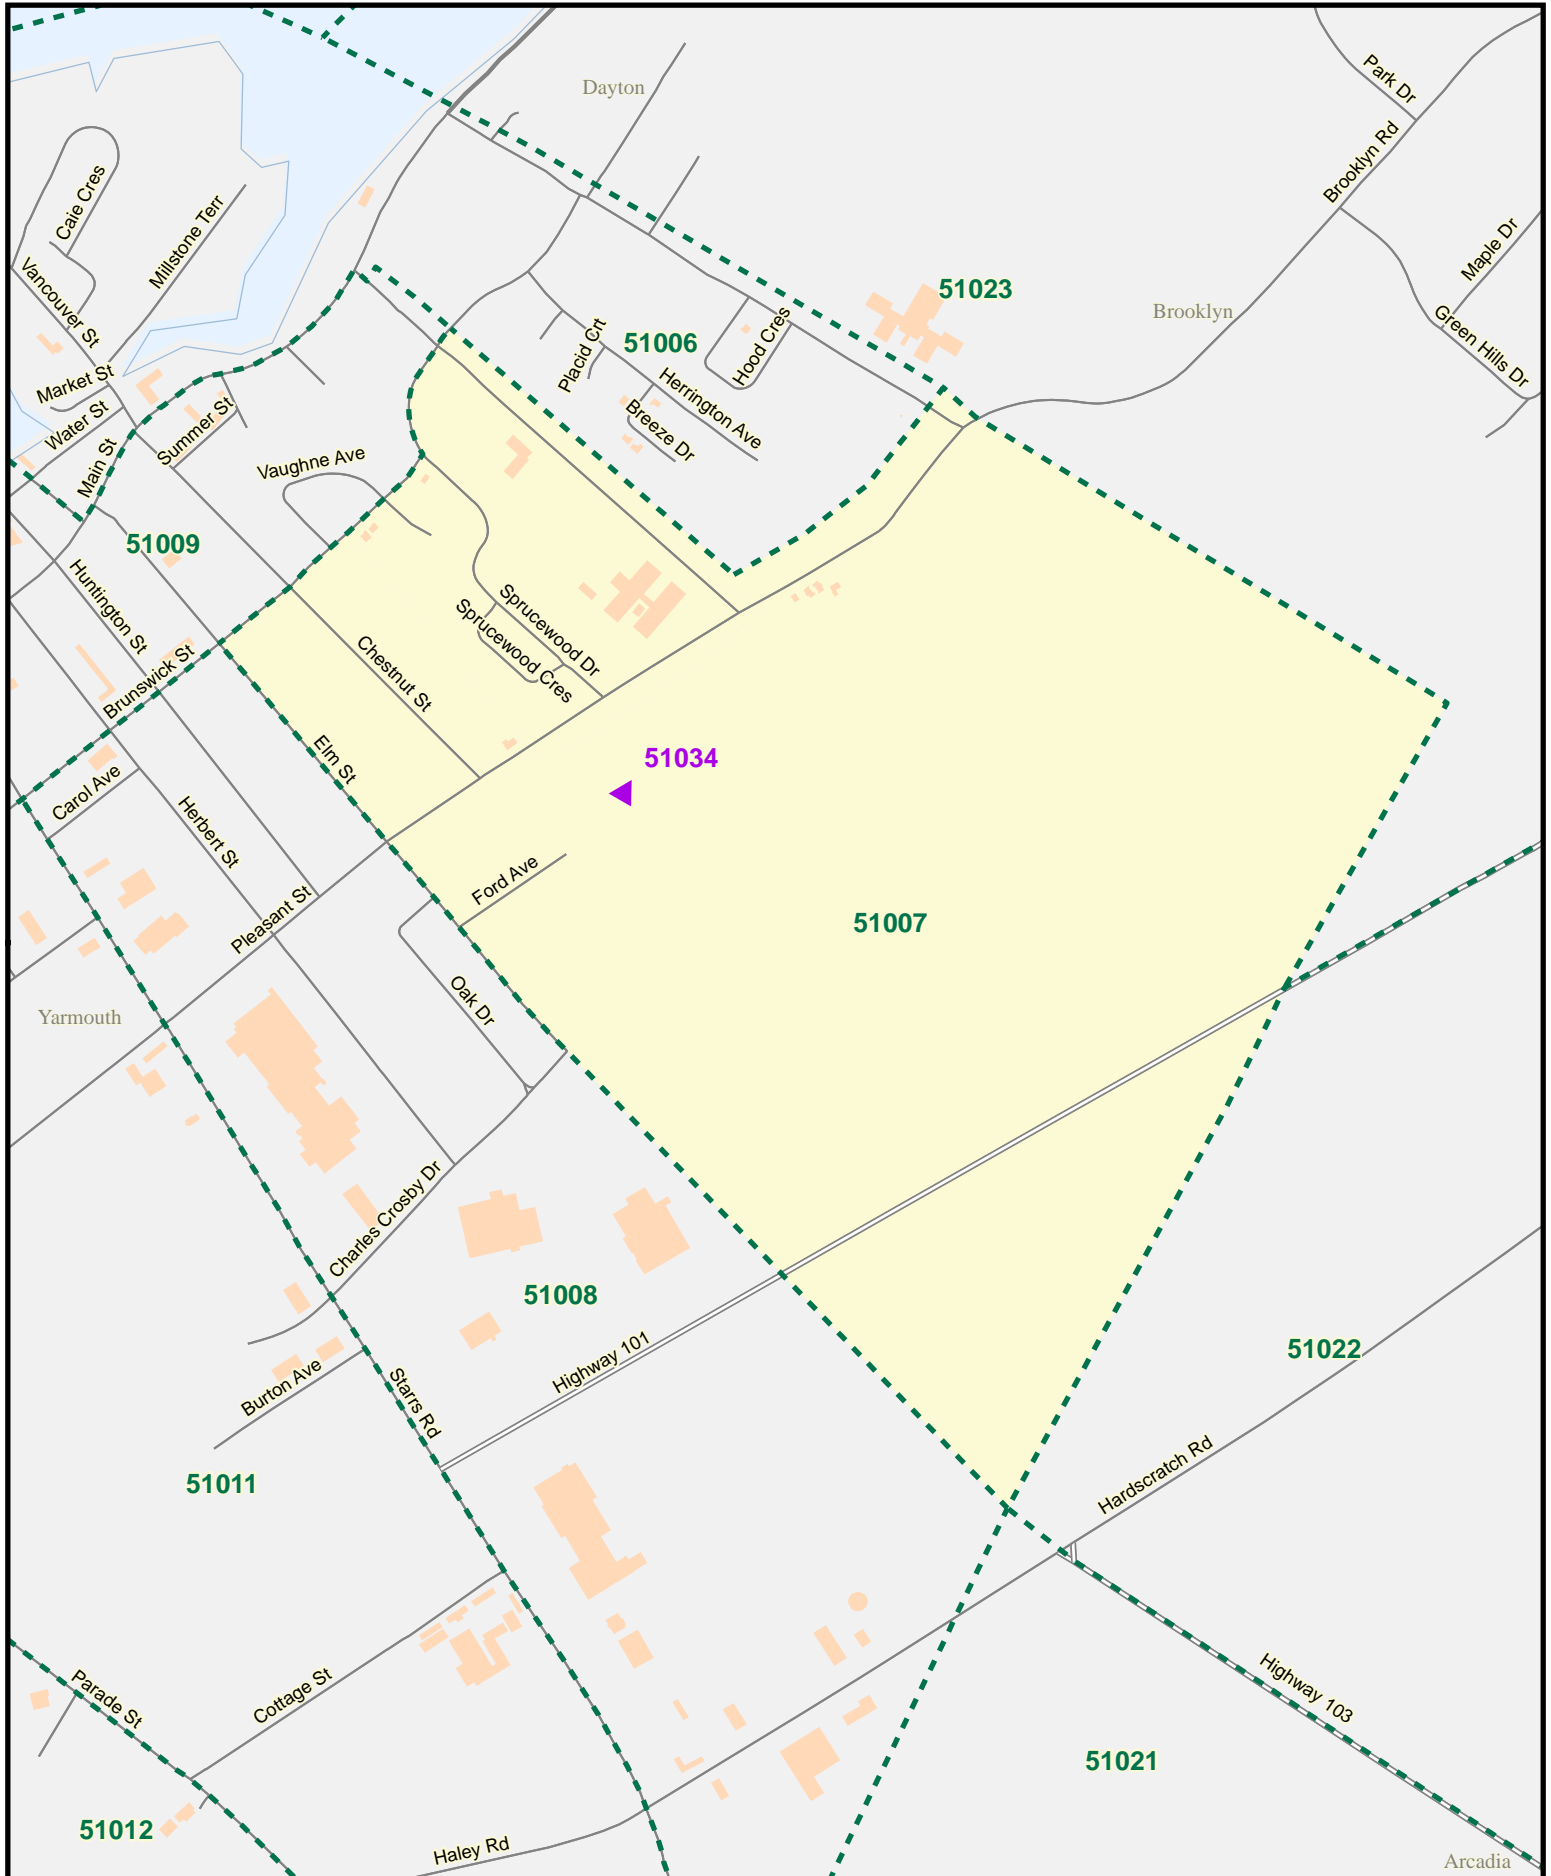 Dayton
Park Dr
Brooklyn Rd
Caie Cres
Millstone Terr
Maple Dr
Vancouver St
51023
Brooklyn
Green Hills Dr
51006
Placid Crt
Hood Cres
Market St
Herrington Ave
Water St
Summer St
Breeze Dr
Main St
Vaughne Ave
51009
Huntington St
Sprucewood Dr
Sprucewood Cres
Chestnut St
Brunswick St
Elm St
51034
Carol Ave
Herbert St
Ford Ave
Pleasant St
51007
Oak Dr
Yarmouth
Charles Crosby Dr
51008
Highway 101
51022
Burton Ave
Starrs Rd
51011
Hardscratch Rd
Parade St
Cottage St
Highway 103
51021
51012
Haley Rd
Arcadia